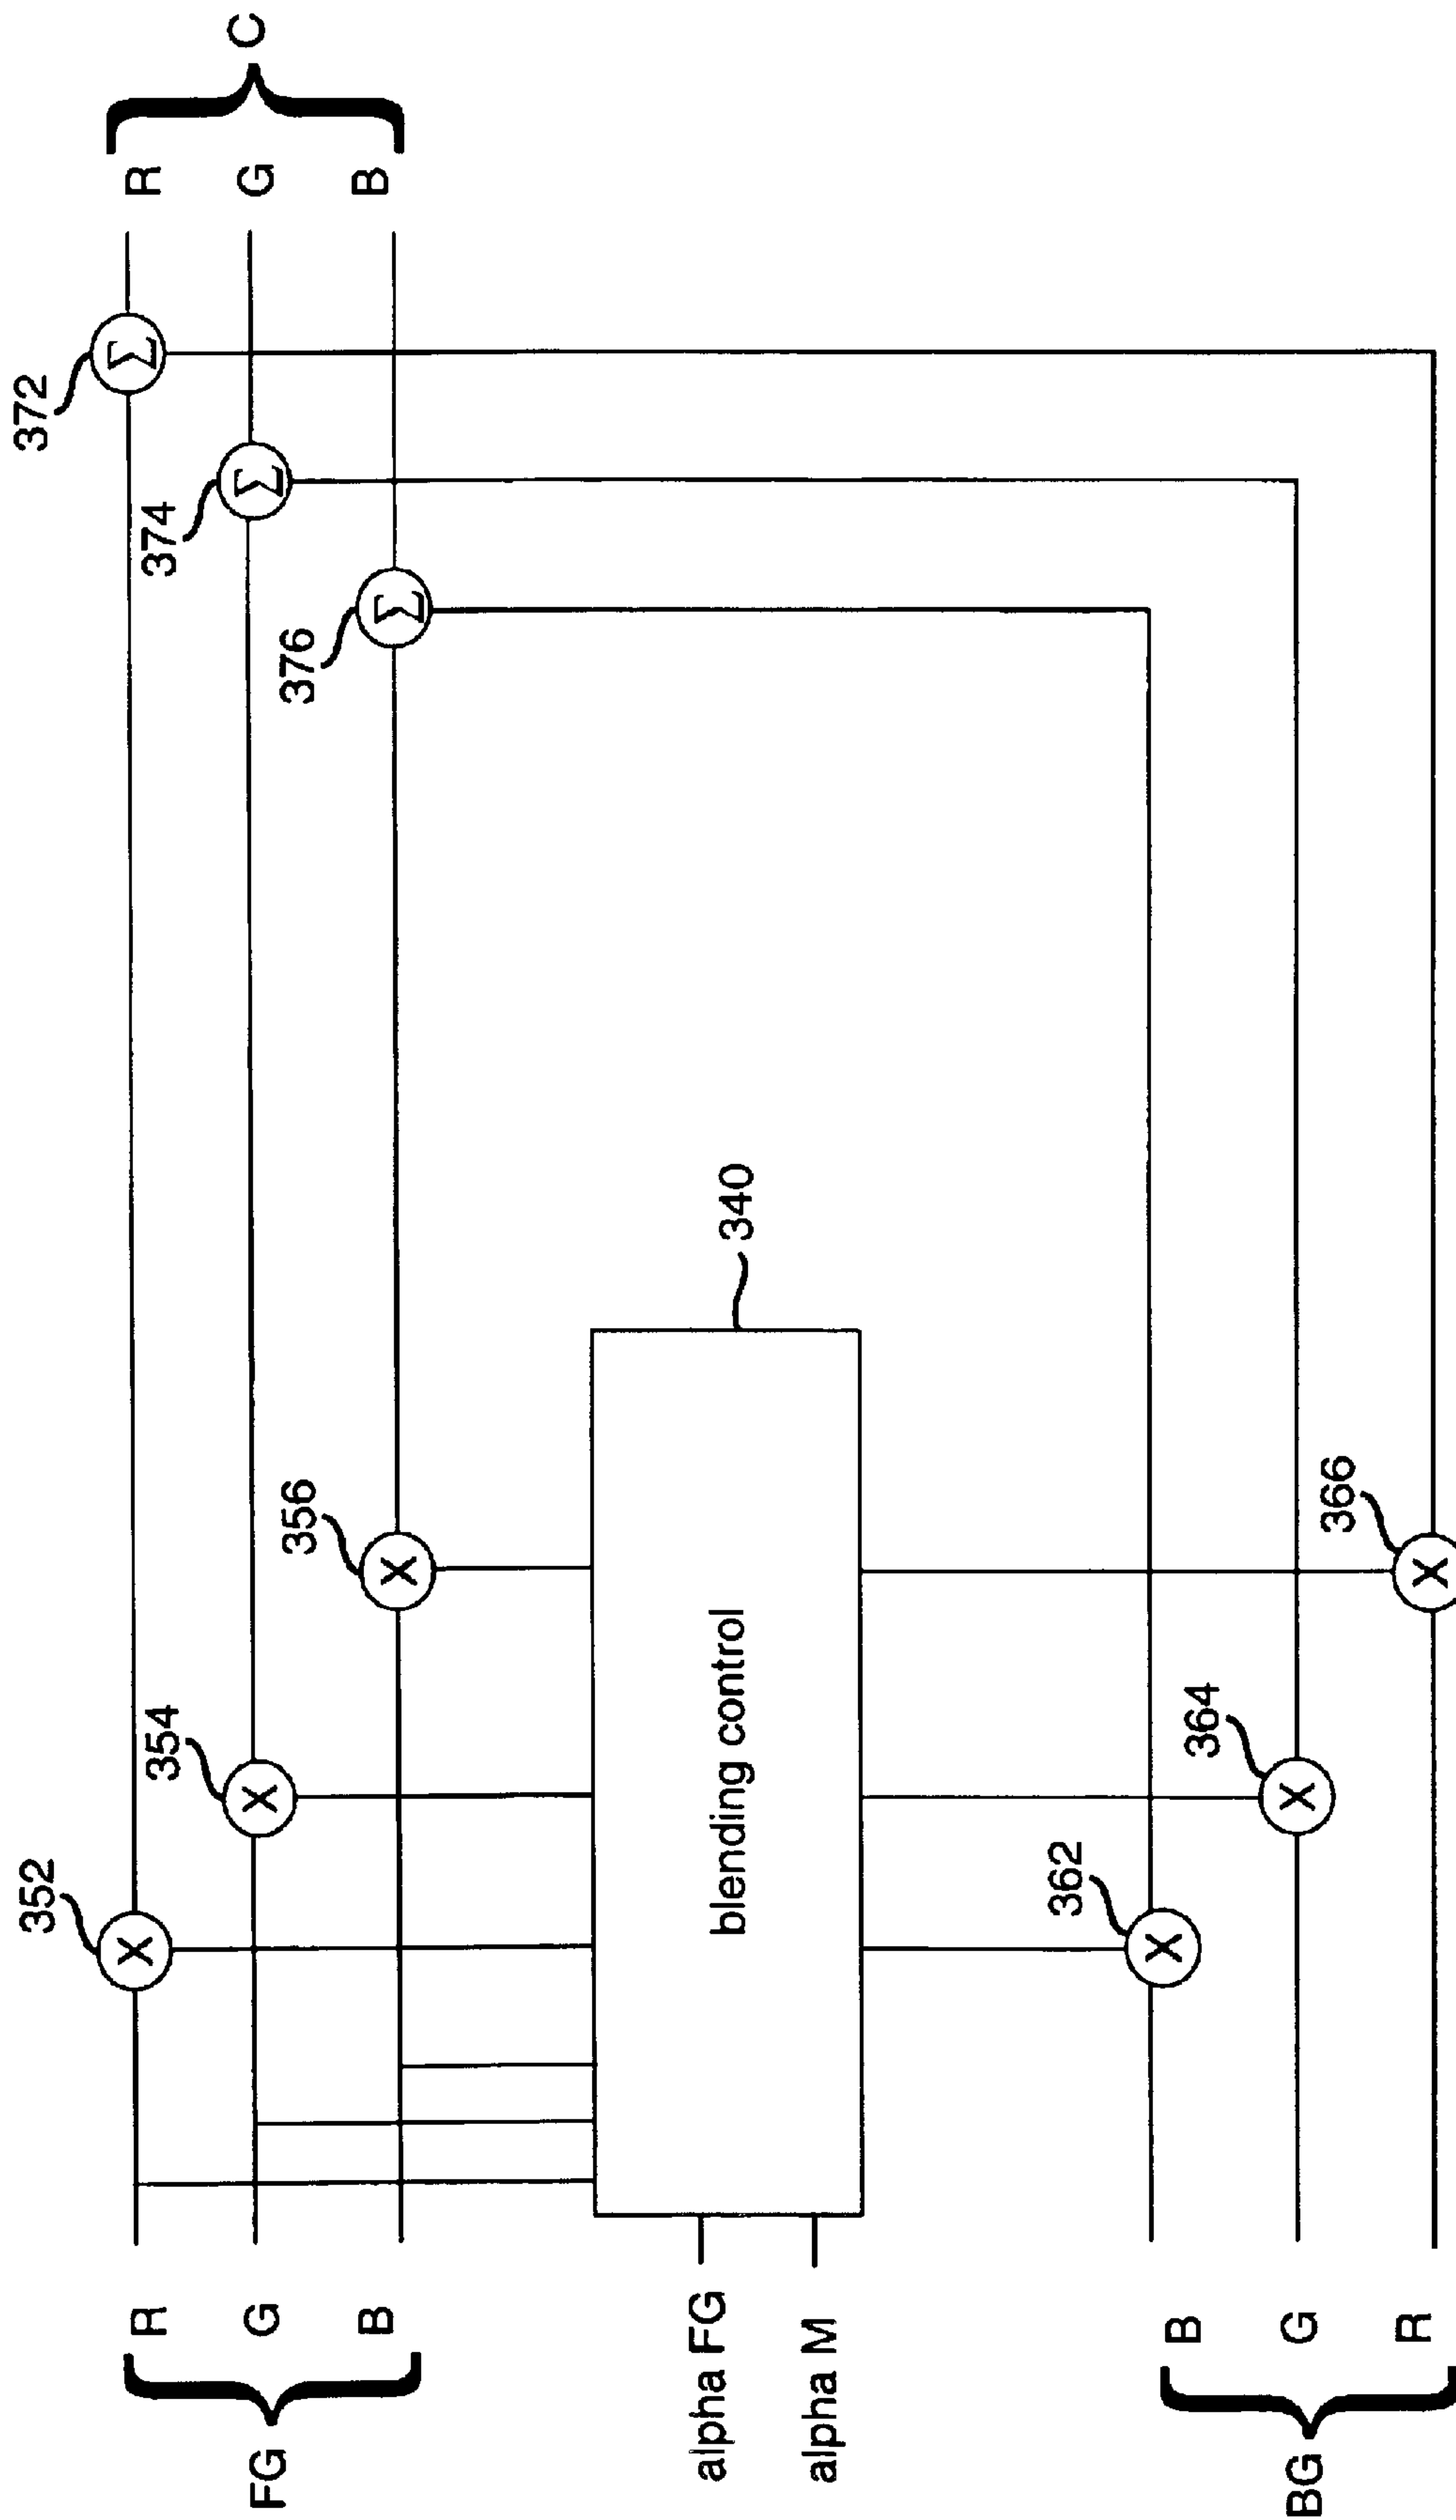 FG
R
G
B
352
354
356
372
374
376
R
G
B
C
alpha FG
alpha M
blending control
340
BG
B
G
R
362
364
366
X
X
X
X
X
X
Σ
Σ
Σ